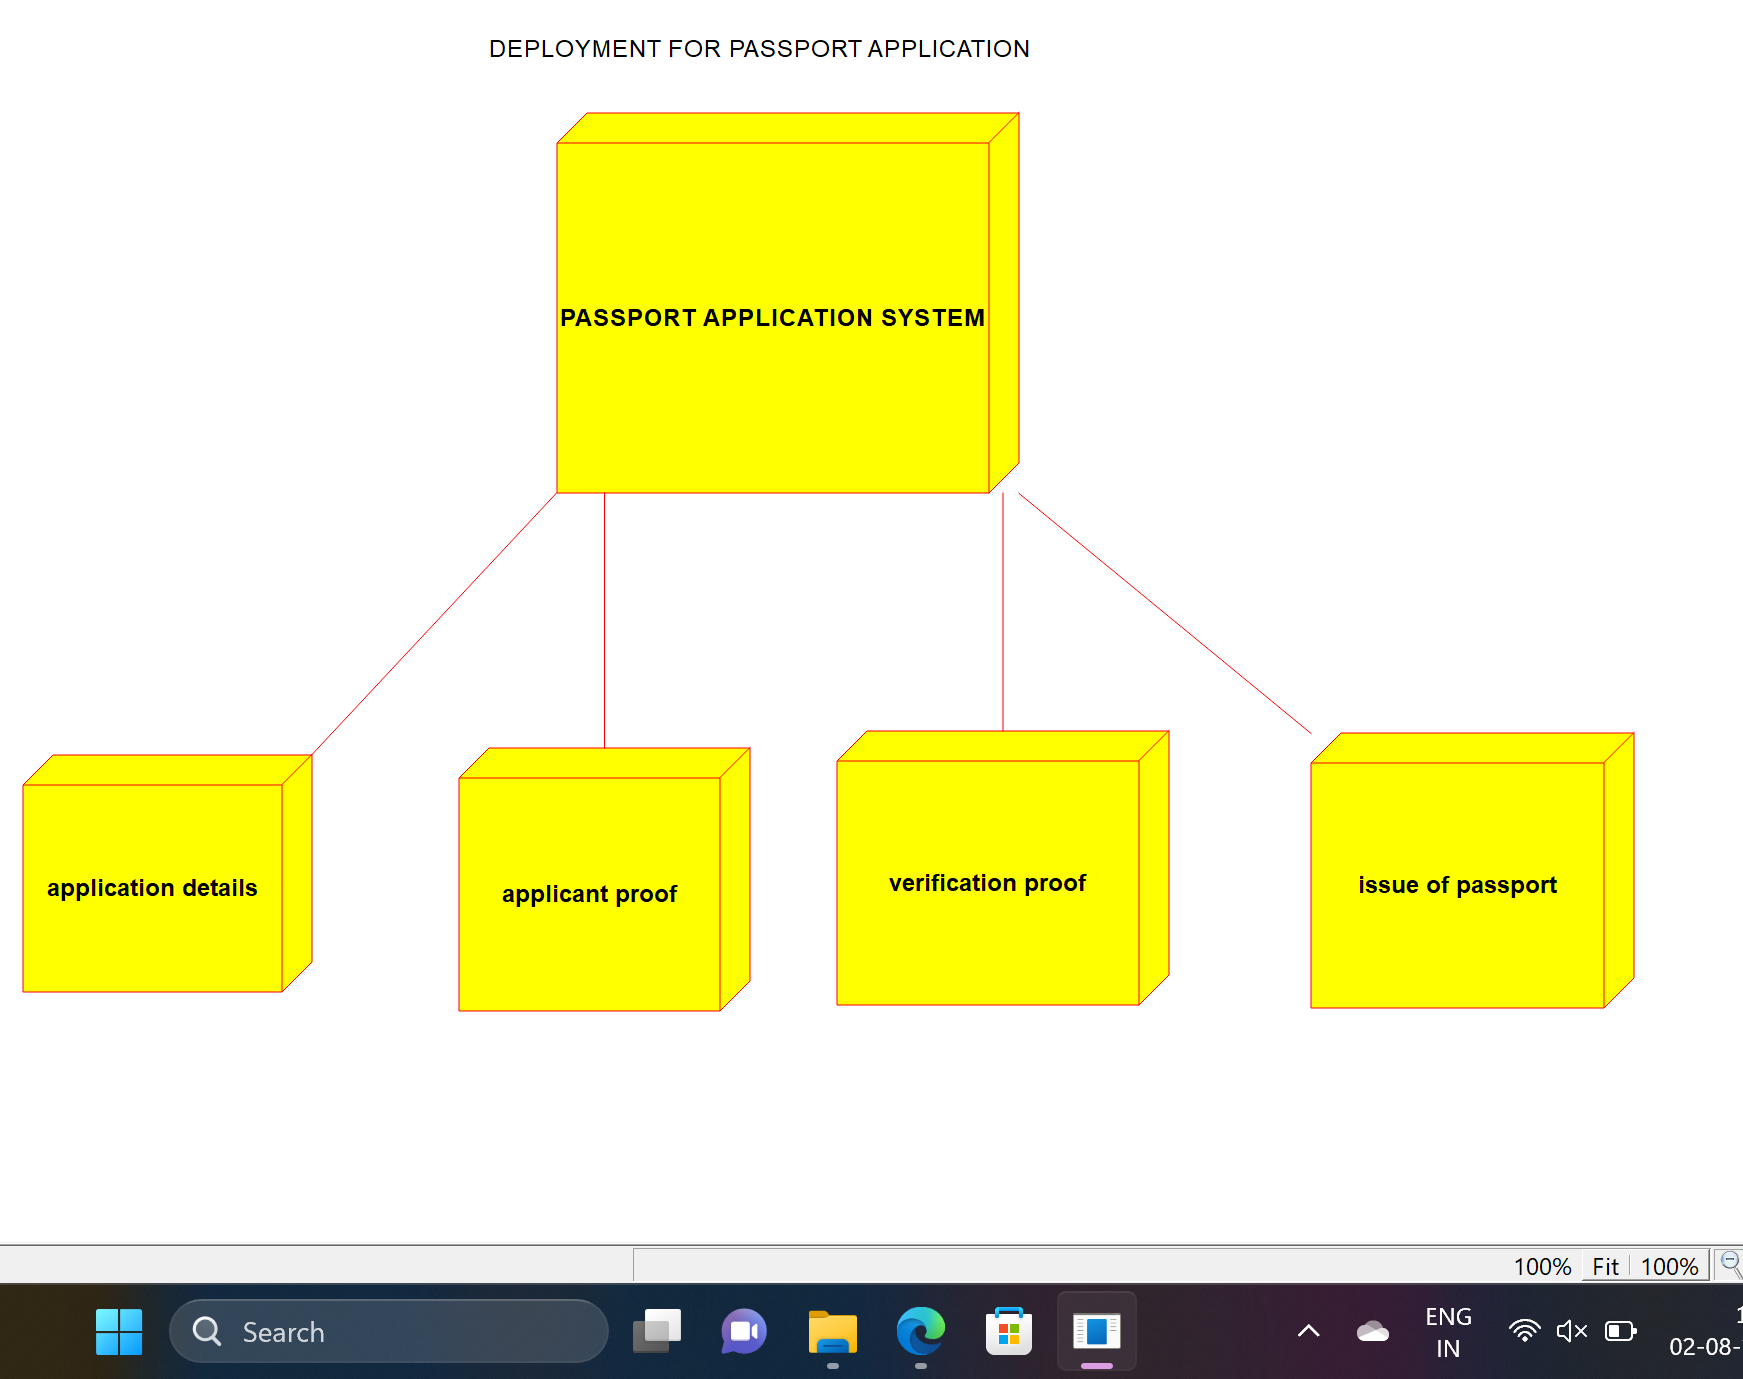 DEPLOYMENT FOR PASSPORT APPLICATION
PASSPORT APPLICATION SYSTEM
application details
applicant proof
verification proof
issue of passport
100% Fit 100%
Search
ENG
IN
02-08-